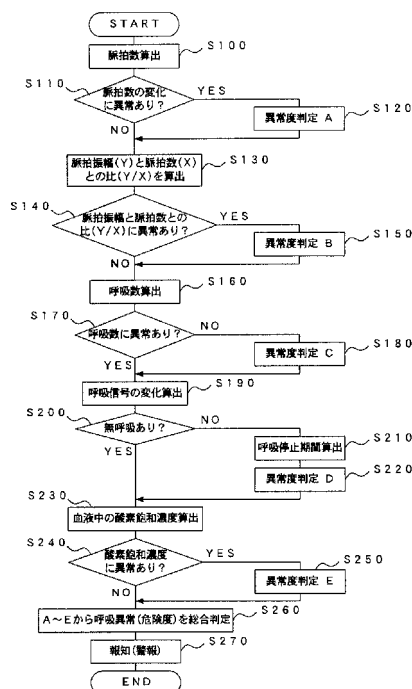 START
脈拍数算出
S100
S110
脈拍数の変化
に異常あり?
YES
異常度判定 A
S120
NO
脈拍振幅(Y)と脈拍数(X)
との比(Y/X)を算出
S130
S140
脈拍振幅と脈拍数との
比(Y/X)に異常あり?
YES
異常度判定 B
S150
NO
呼吸数算出
S160
S170
呼吸数に異常あり?
NO
異常度判定 C
S180
YES
呼吸信号の変化算出
S190
S200
無呼吸あり?
NO
呼吸停止期間算出
S210
異常度判定 D
S220
YES
S230
血液中の酸素飽和濃度算出
S240
酸素飽和濃度
に異常あり?
YES
異常度判定 E
S250
NO
A~Eから呼吸異常(危険度)を総合判定
S260
報知(警報)
S270
END